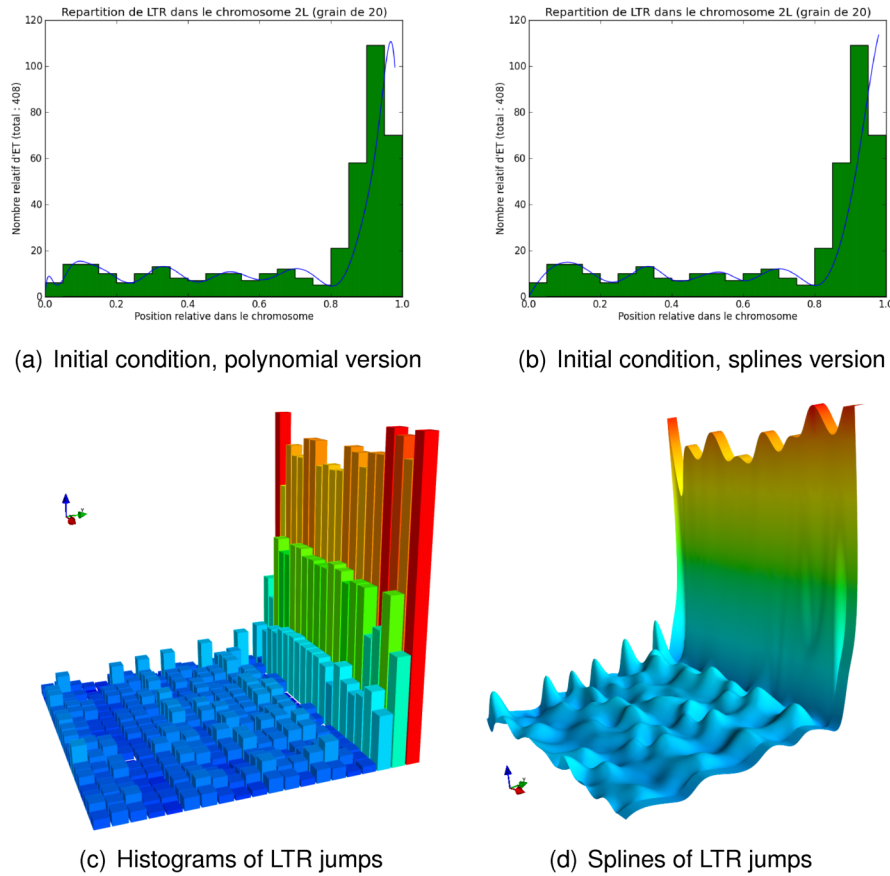 Repartition de LTR dans le chromosome 2L (grain de 20)
Nombre relatif d'ET (total : 408)
120
100
80
60
40
20
0
0.0 0.2 0.4 0.6 0.8 1.0
Position relative dans le chromosome
Repartition de LTR dans le chromosome 2L (grain de 20)
Nombre relatif d'ET (total : 408)
120
100
80
60
40
20
0
0.0 0.2 0.4 0.6 0.8 1.0
Position relative dans le chromosome
(a) Initial condition, polynomial version
(b) Initial condition, splines version
(c) Histograms of LTR jumps
(d) Splines of LTR jumps